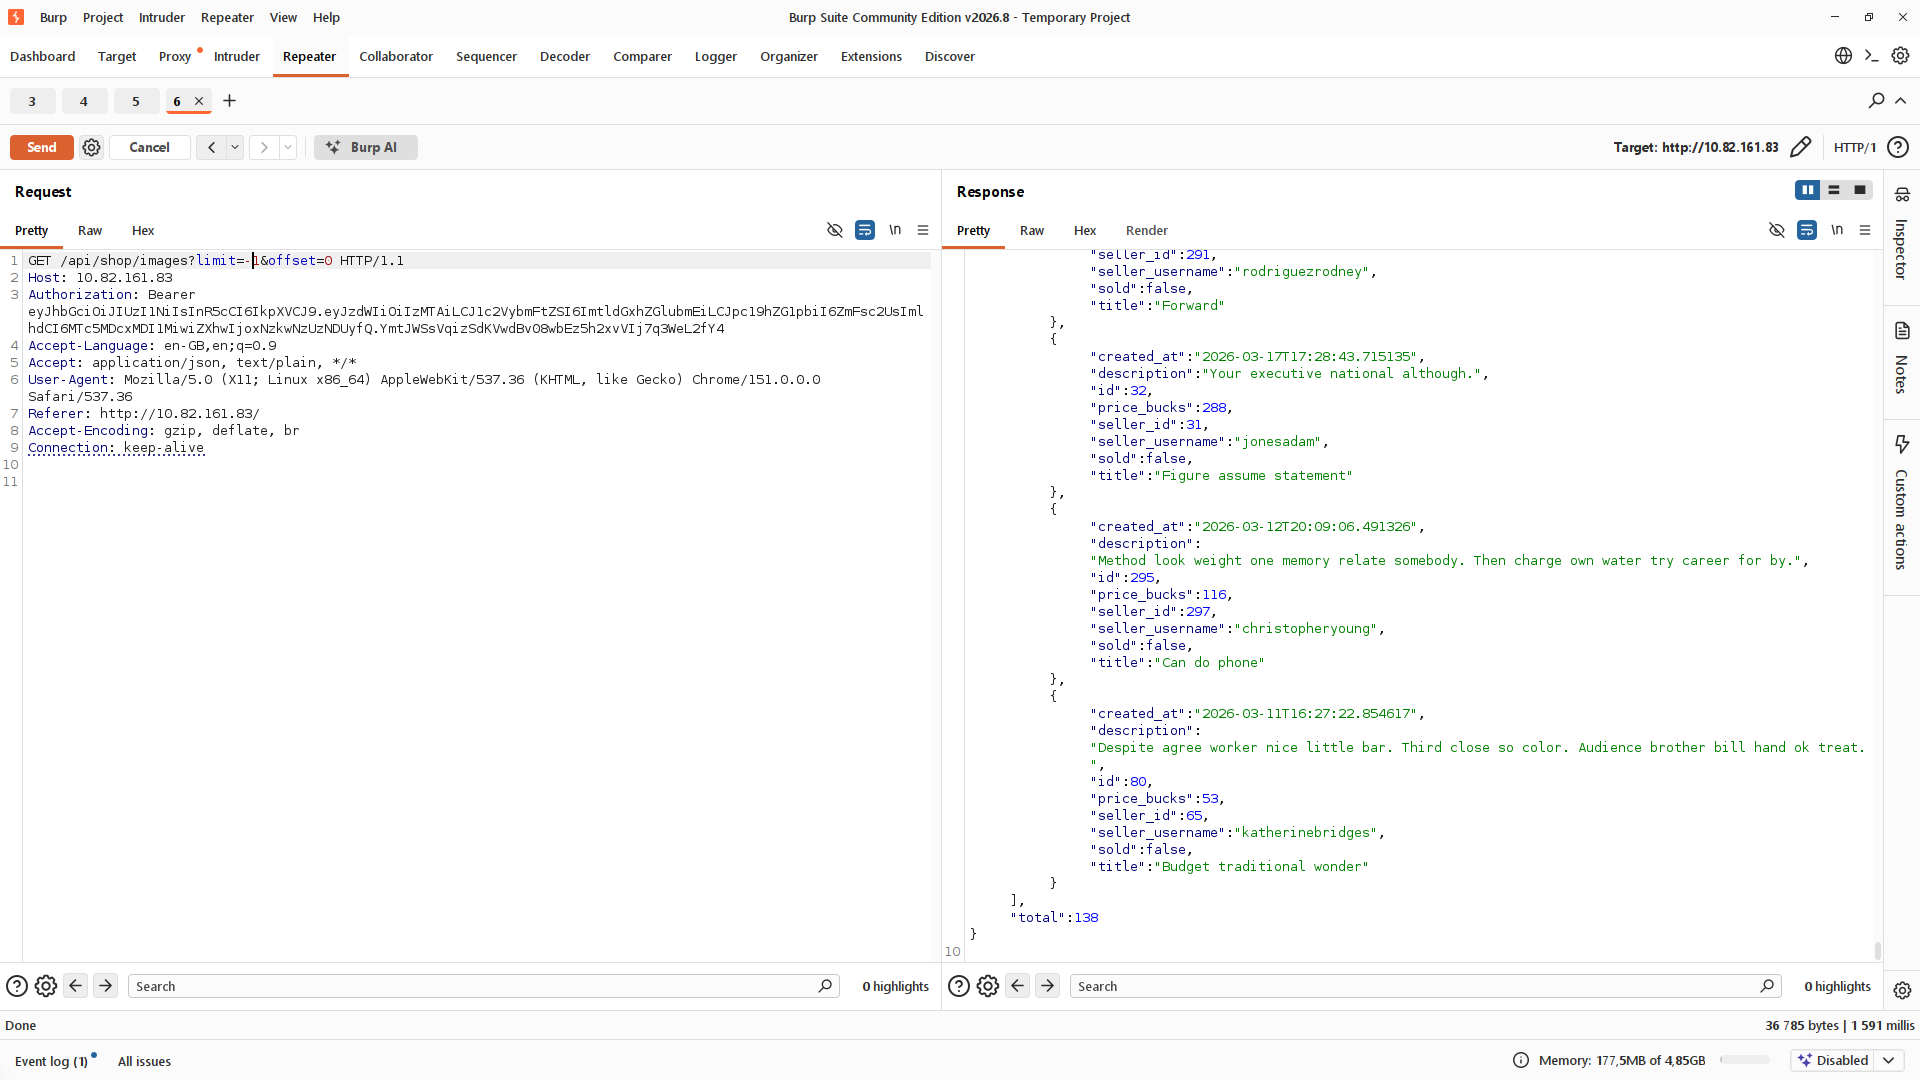 Burp Project Intruder Repeater View Help
Burp Suite Community Edition v2026.8 - Temporary Project
Dashboard Target Proxy Intruder Repeater Collaborator Sequencer Decoder Comparer Logger Organizer Extensions Discover
3 4 5 6
Send Cancel Burp AI
Target: http://10.82.161.83 HTTP/1
Request
Pretty Raw Hex
\n
1 GET /api/shop/images?limit=-1&offset=0 HTTP/1.1
2 Host: 10.82.161.83
3 Authorization: Bearer
eyJhbGciOiJIUzI1NiIsInR5cCI6IkpXVCJ9.eyJzdWIiOiIzMTAiLCJ1c2VybmFtZSI6ImtldGxhZGlubmEiLCJpc19hZG1pbiI6ZmFsc2UsIml
hdCI6MTc5MDcxMDI1MiwiZXhwIjoxNzkwNzUzNDUyfQ.YmtJWSsVqizSdKVwdBvO8wbEz5h2xvVIj7q3WeL2fY4
4 Accept-Language: en-GB,en;q=0.9
5 Accept: application/json, text/plain, */*
6 User-Agent: Mozilla/5.0 (X11; Linux x86_64) AppleWebKit/537.36 (KHTML, like Gecko) Chrome/151.0.0.0
Safari/537.36
7 Referer: http://10.82.161.83/
8 Accept-Encoding: gzip, deflate, br
9 Connection: keep-alive
10
11
Search
0 highlights
Response
Pretty Raw Hex Render
\n
"seller_id":291,
"seller_username":"rodriguezrodney",
"sold":false,
"title":"Forward"
},
{
"created_at":"2026-03-17T17:28:43.715135",
"description":"Your executive national although.",
"id":32,
"price_bucks":288,
"seller_id":31,
"seller_username":"jonesadam",
"sold":false,
"title":"Figure assume statement"
},
{
"created_at":"2026-03-12T20:09:06.491326",
"description":
"Method look weight one memory relate somebody. Then charge own water try career for by.",
"id":295,
"price_bucks":116,
"seller_id":297,
"seller_username":"christopheryoung",
"sold":false,
"title":"Can do phone"
},
{
"created_at":"2026-03-11T16:27:22.854617",
"description":
"Despite agree worker nice little bar. Third close so color. Audience brother bill hand ok treat.
",
"id":80,
"price_bucks":53,
"seller_id":65,
"seller_username":"katherinebridges",
"sold":false,
"title":"Budget traditional wonder"
}
],
"total":138
}
10
Search
0 highlights
Inspector
Notes
Custom actions
Done
36 785 bytes | 1 591 millis
Event log (1) All issues
Memory: 177,5MB of 4,85GB
Disabled